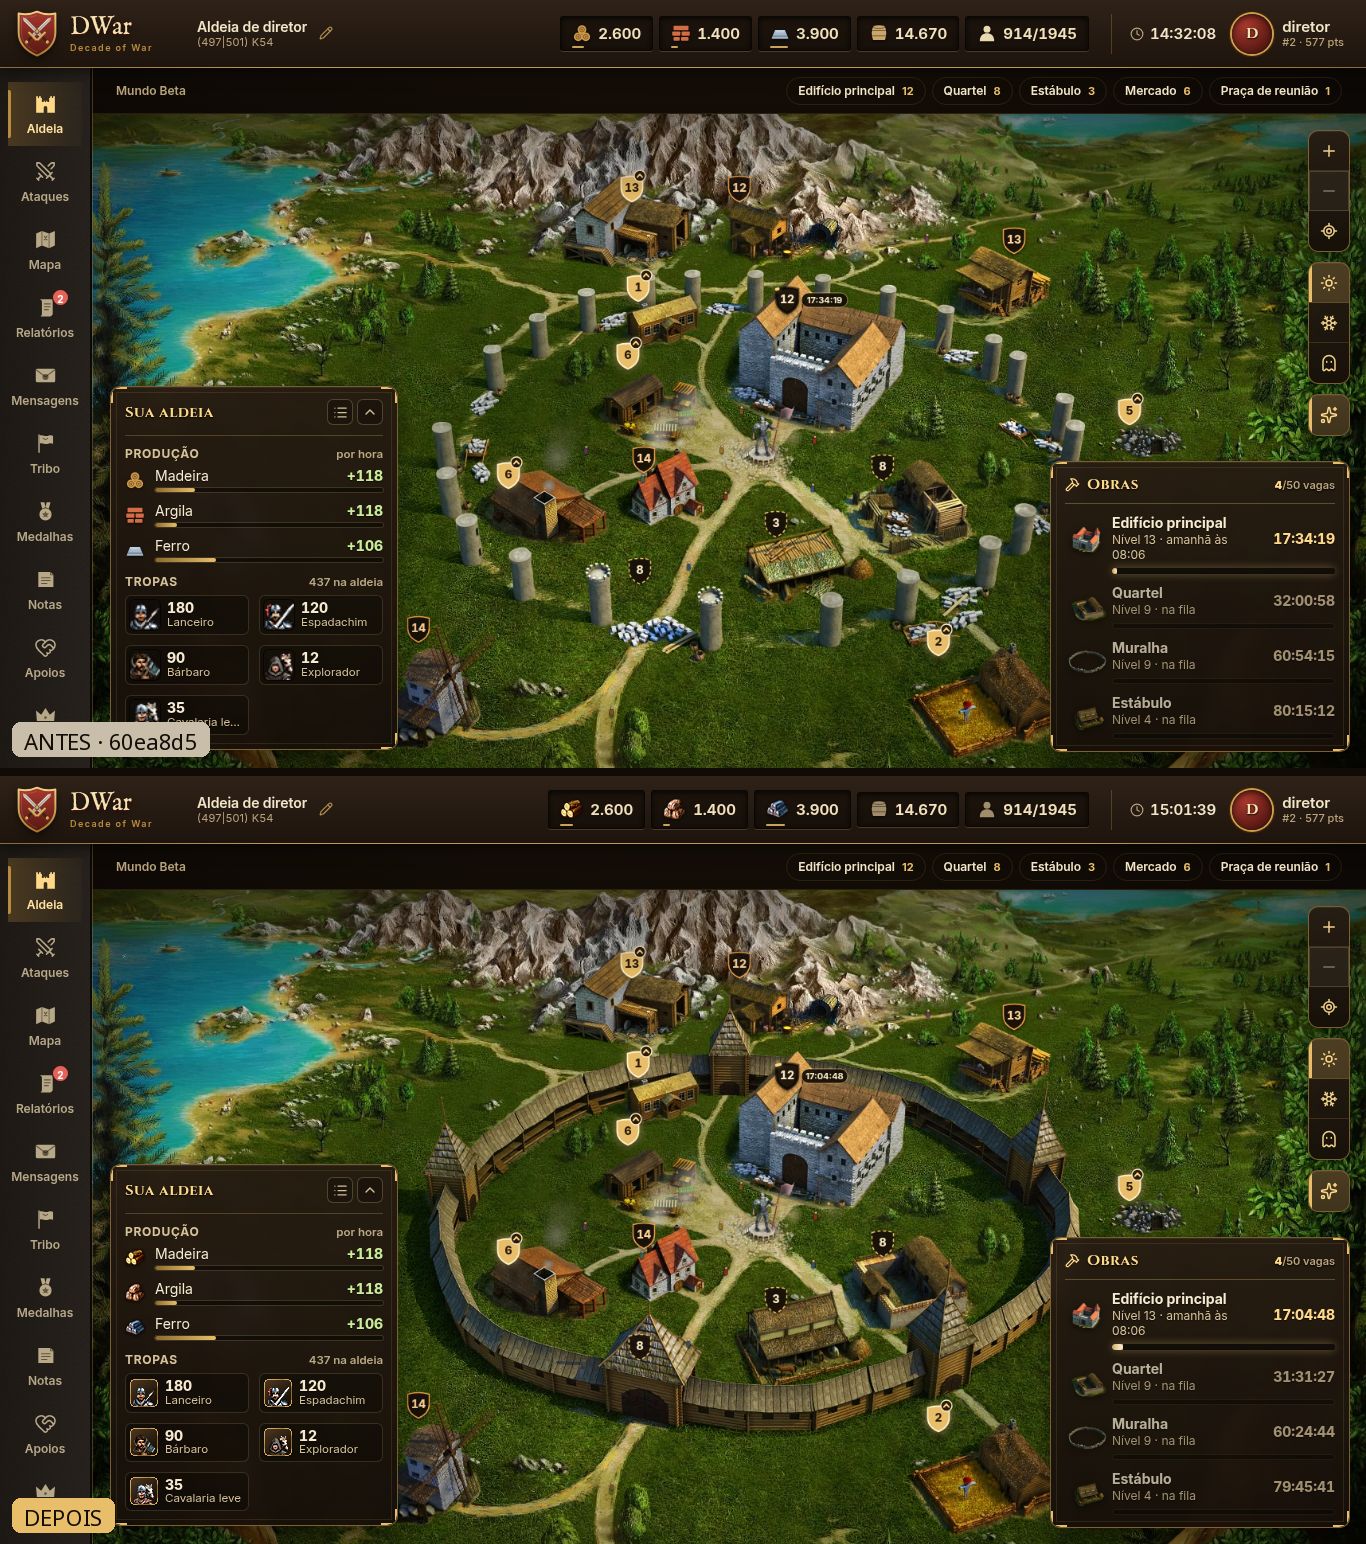 DWar
Decade of War
Aldeia de diretor
(497|501) K54
2.600
1.400
3.900
14.670
914/1945
14:32:08
D
diretor
#2 · 577 pts
Mundo Beta
Edifício principal 12
Quartel 8
Estábulo 3
Mercado 6
Praça de reunião 1
Aldeia
Ataques
Mapa
2
Relatórios
Mensagens
Tribo
Medalhas
Notas
Apoios
13
12
13
1
12
17:34:19
6
5
14
8
6
3
8
14
2
SUA ALDEIA
PRODUÇÃO por hora
Madeira +118
Argila +118
Ferro +106
TROPAS 437 na aldeia
180
Lanceiro
120
Espadachim
90
Bárbaro
12
Explorador
35
Cavalaria le...
OBRAS 4/50 vagas
Edifício principal
Nível 13 · amanhã às
08:06
17:34:19
Quartel
Nível 9 · na fila
32:00:58
Muralha
Nível 9 · na fila
60:54:15
Estábulo
Nível 4 · na fila
80:15:12
ANTES · 60ea8d5
DWar
Decade of War
Aldeia de diretor
(497|501) K54
2.600
1.400
3.900
14.670
914/1945
15:01:39
D
diretor
#2 · 577 pts
Mundo Beta
Edifício principal 12
Quartel 8
Estábulo 3
Mercado 6
Praça de reunião 1
Aldeia
Ataques
Mapa
2
Relatórios
Mensagens
Tribo
Medalhas
Notas
Apoios
13
12
13
1
12
17:04:48
6
5
14
8
6
3
8
14
2
SUA ALDEIA
PRODUÇÃO por hora
Madeira +118
Argila +118
Ferro +106
TROPAS 437 na aldeia
180
Lanceiro
120
Espadachim
90
Bárbaro
12
Explorador
35
Cavalaria leve
OBRAS 4/50 vagas
Edifício principal
Nível 13 · amanhã às
08:06
17:04:48
Quartel
Nível 9 · na fila
31:31:27
Muralha
Nível 9 · na fila
60:24:44
Estábulo
Nível 4 · na fila
79:45:41
DEPOIS